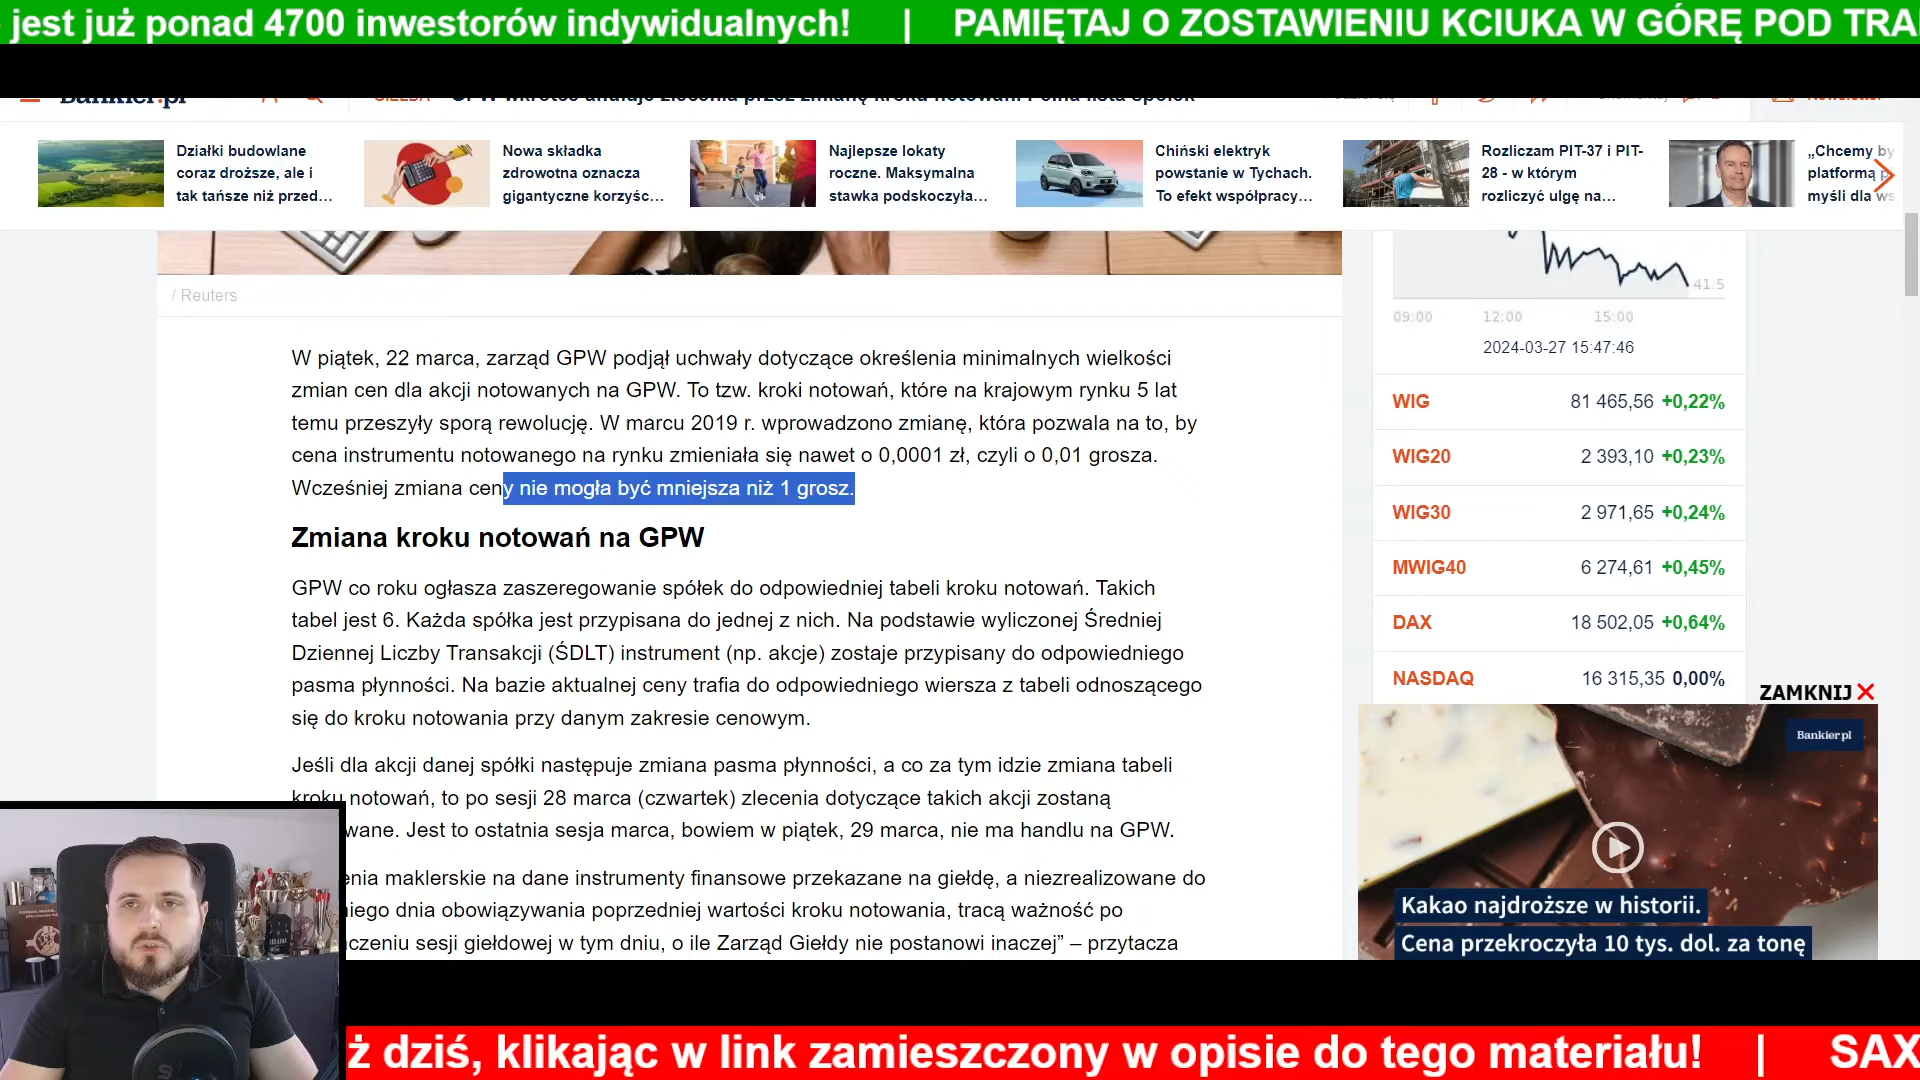 jest już ponad 4700 inwestorów indywidualnych! | PAMIĘTAJ O ZOSTAWIENIU KCIUKA W GÓRĘ POD
Bankier.pl
GIEŁDA
Działki budowlane
coraz droższe, ale i
tak tańsze niż przed...
Nowa składka
zdrowotna oznacza
gigantyczne korzyśc...
Najlepsze lokaty
roczne. Maksymalna
stawka podskoczyła...
Chiński elektryk
powstanie w Tychach.
To efekt współpracy...
Rozliczam PIT-37 i PIT-
28 - w którym
rozliczyć ulgę na...
„Chcemy by
platformą
myśli dla
/ Reuters
W piątek, 22 marca, zarząd GPW podjął uchwały dotyczące określenia minimalnych wielkości
zmian cen dla akcji notowanych na GPW. To tzw. kroki notowań, które na krajowym rynku 5 lat
temu przeszyły sporą rewolucję. W marcu 2019 r. wprowadzono zmianę, która pozwala na to, by
cena instrumentu notowanego na rynku zmieniała się nawet o 0,0001 zł, czyli o 0,01 grosza.
Wcześniej zmiana ceny nie mogła być mniejsza niż 1 grosz.
Zmiana kroku notowań na GPW
GPW co roku ogłasza zaszeregowanie spółek do odpowiedniej tabeli kroku notowań. Takich
tabel jest 6. Każda spółka jest przypisana do jednej z nich. Na podstawie wyliczonej Średniej
Dziennej Liczby Transakcji (ŚDLT) instrument (np. akcje) zostaje przypisany do odpowiedniego
pasma płynności. Na bazie aktualnej ceny trafia do odpowiedniego wiersza z tabeli odnoszącego
się do kroku notowania przy danym zakresie cenowym.
Jeśli dla akcji danej spółki następuje zmiana pasma płynności, a co za tym idzie zmiana tabeli
kroku notowań, to po sesji 28 marca (czwartek) zlecenia dotyczące takich akcji zostaną
wane. Jest to ostatnia sesja marca, bowiem w piątek, 29 marca, nie ma handlu na GPW.
enia maklerskie na dane instrumenty finansowe przekazane na giełdę, a niezrealizowane do
niego dnia obowiązywania poprzedniej wartości kroku notowania, tracą ważność po
czeniu sesji giełdowej w tym dniu, o ile Zarząd Giełdy nie postanowi inaczej” – przytacza
41.5
09:00 12:00 15:00
2024-03-27 15:47:46
WIG 81 465,56 +0,22%
WIG20 2 393,10 +0,23%
WIG30 2 971,65 +0,24%
MWIG40 6 274,61 +0,45%
DAX 18 502,05 +0,64%
NASDAQ 16 315,35 0,00%
ZAMKNIJ
Bankier.pl
Kakao najdroższe w historii.
Cena przekroczyła 10 tys. dol. za tonę
ż dziś, klikając w link zamieszczony w opisie do tego materiału! | SAX